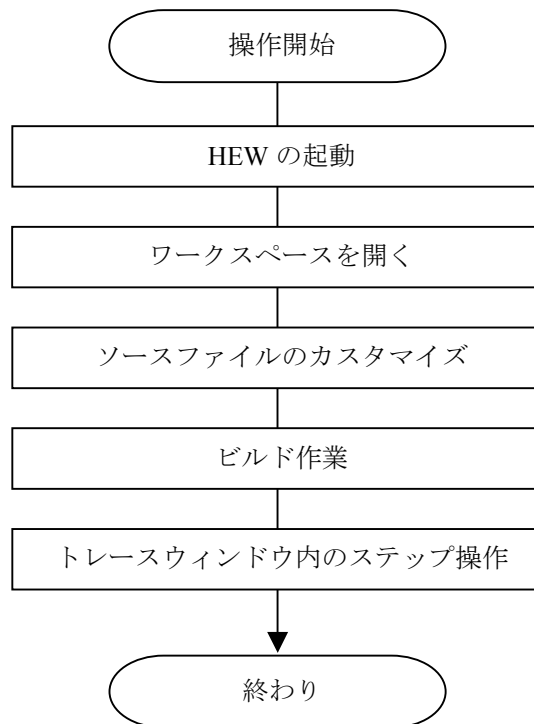 操作開始
HEW の起動
ワークスペースを開く
ソースファイルのカスタマイズ
ビルド作業
トレースウィンドウ内のステップ操作
終わり